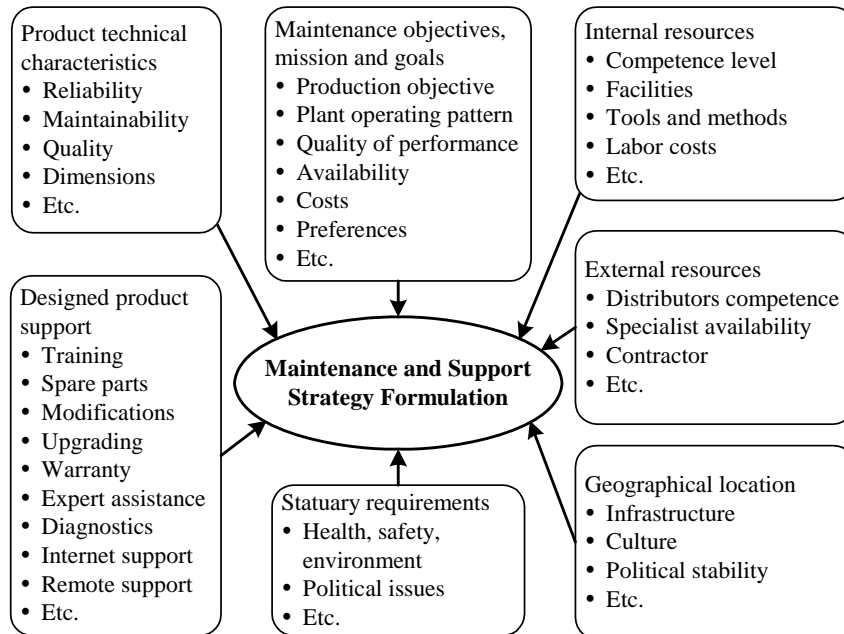 Product technical
characteristics
• Reliability
• Maintainability
• Quality
• Dimensions
• Etc.
Maintenance objectives,
mission and goals
• Production objective
• Plant operating pattern
• Quality of performance
• Availability
• Costs
• Preferences
• Etc.
Internal resources
• Competence level
• Facilities
• Tools and methods
• Labor costs
• Etc.
Designed product
support
• Training
• Spare parts
• Modifications
• Upgrading
• Warranty
• Expert assistance
• Diagnostics
• Internet support
• Remote support
• Etc.
Maintenance and Support
Strategy Formulation
External resources
• Distributors competence
• Specialist availability
• Contractor
• Etc.
Statuary requirements
• Health, safety,
environment
• Political issues
• Etc.
Geographical location
• Infrastructure
• Culture
• Political stability
• Etc.